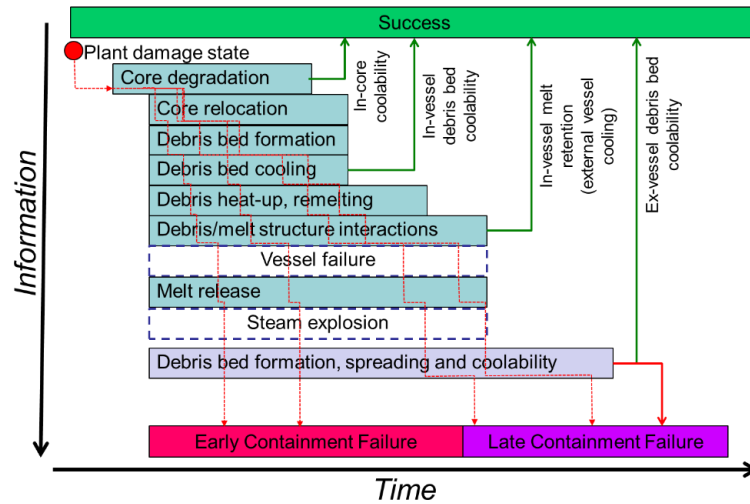 Success
Plant damage state
Core degradation
Core relocation
Debris bed formation
Debris bed cooling
Debris heat-up, remelting
Debris/melt structure interactions
Vessel failure
Melt release
Steam explosion
Debris bed formation, spreading and coolability
Early Containment Failure
Late Containment Failure
In-core
coolability
In-vessel
debris bed
coolability
In-vessel melt
retention
(external vessel
cooling)
Ex-vessel debris bed
coolability
Information
Time